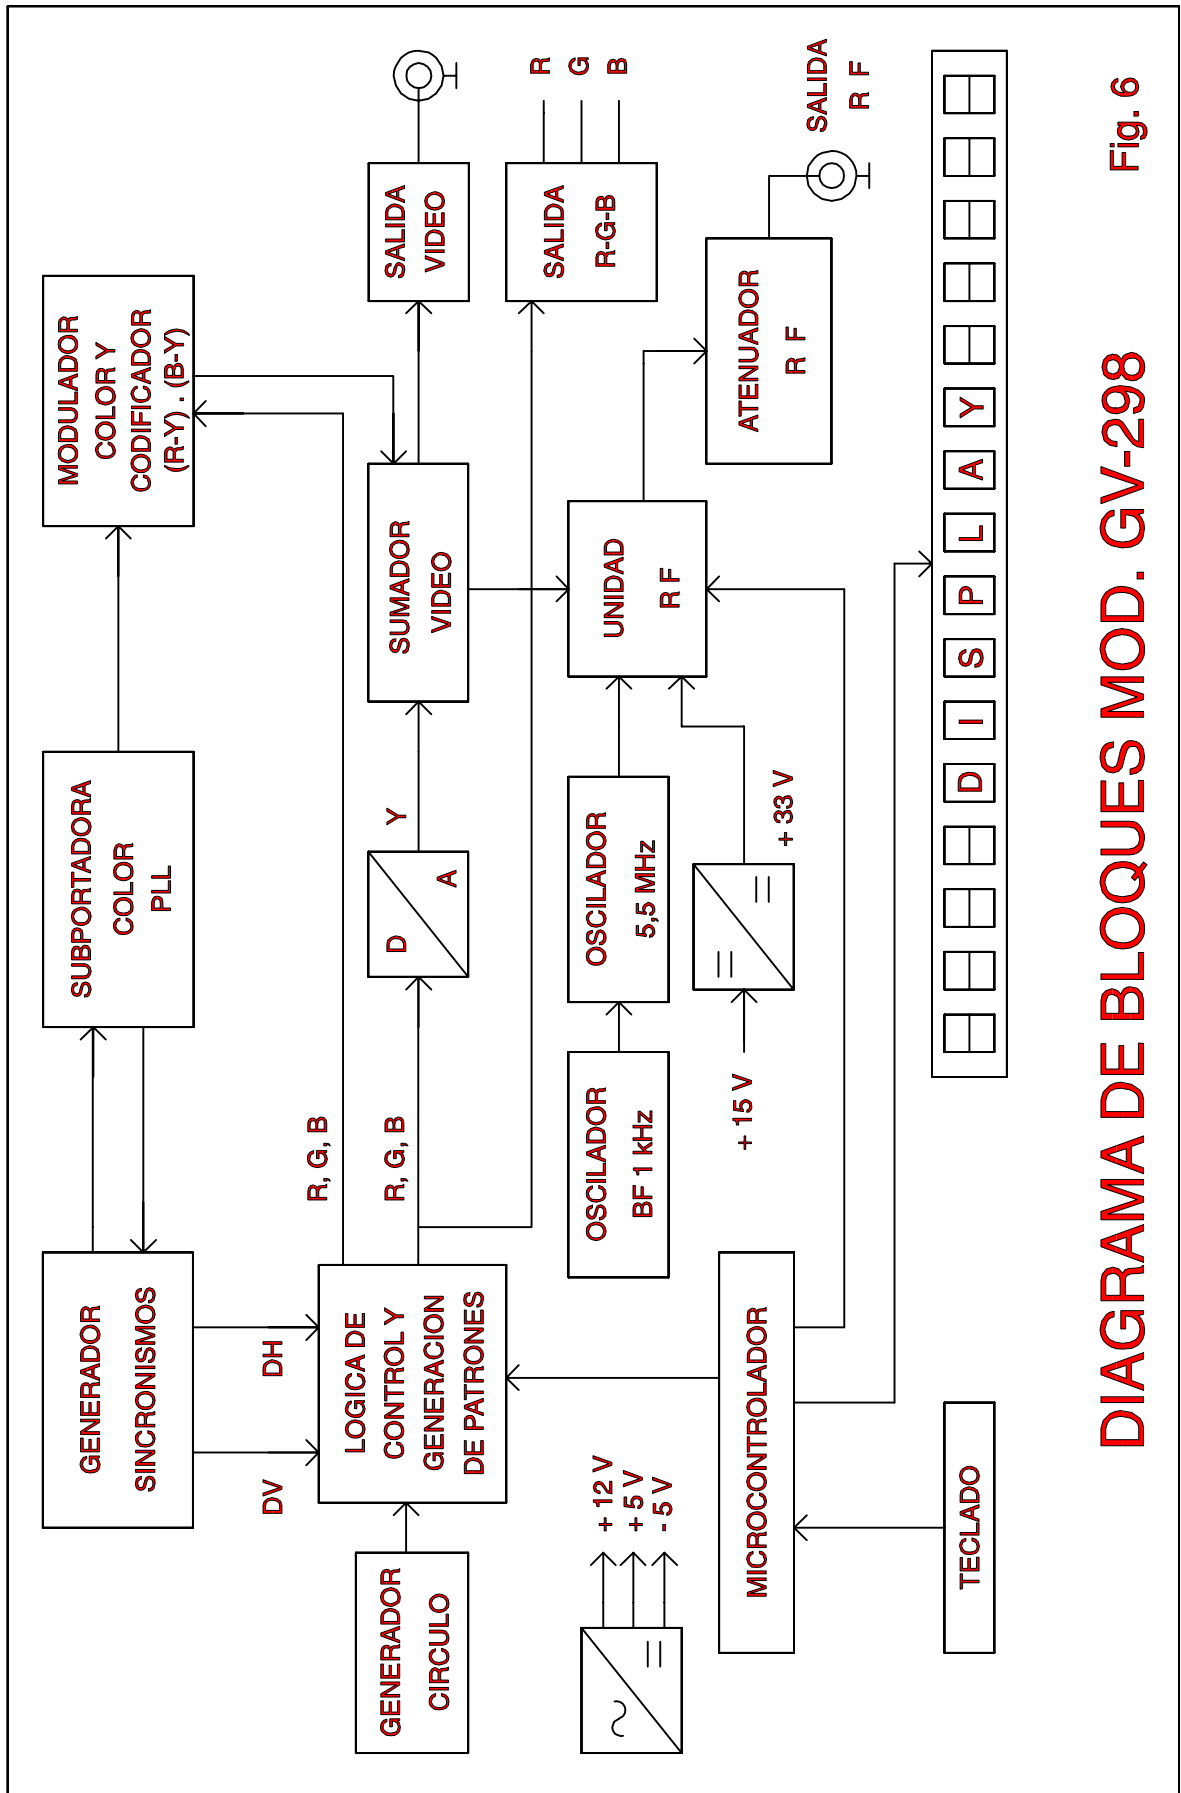 GENERADOR
SINCRONISMOS
SUBPORTADORA
COLOR
PLL
MODULADOR
COLOR Y
CODIFICADOR
(R-Y) . (B-Y)
DV
DH
GENERADOR
CIRCULO
LOGICA DE
CONTROL Y
GENERACION
DE PATRONES
R, G, B
R, G, B
D
A
Y
SUMADOR
VIDEO
SALIDA
VIDEO
SALIDA
R-G-B
R
G
B
+ 12 V
+ 5 V
- 5 V
OSCILADOR
BF 1 kHz
OSCILADOR
5,5 MHz
UNIDAD
R F
+ 15 V
+ 33 V
ATENUADOR
R F
SALIDA
R F
MICROCONTROLADOR
TECLADO
D I S P L A Y
DIAGRAMA DE BLOQUES MOD. GV-298
Fig. 6